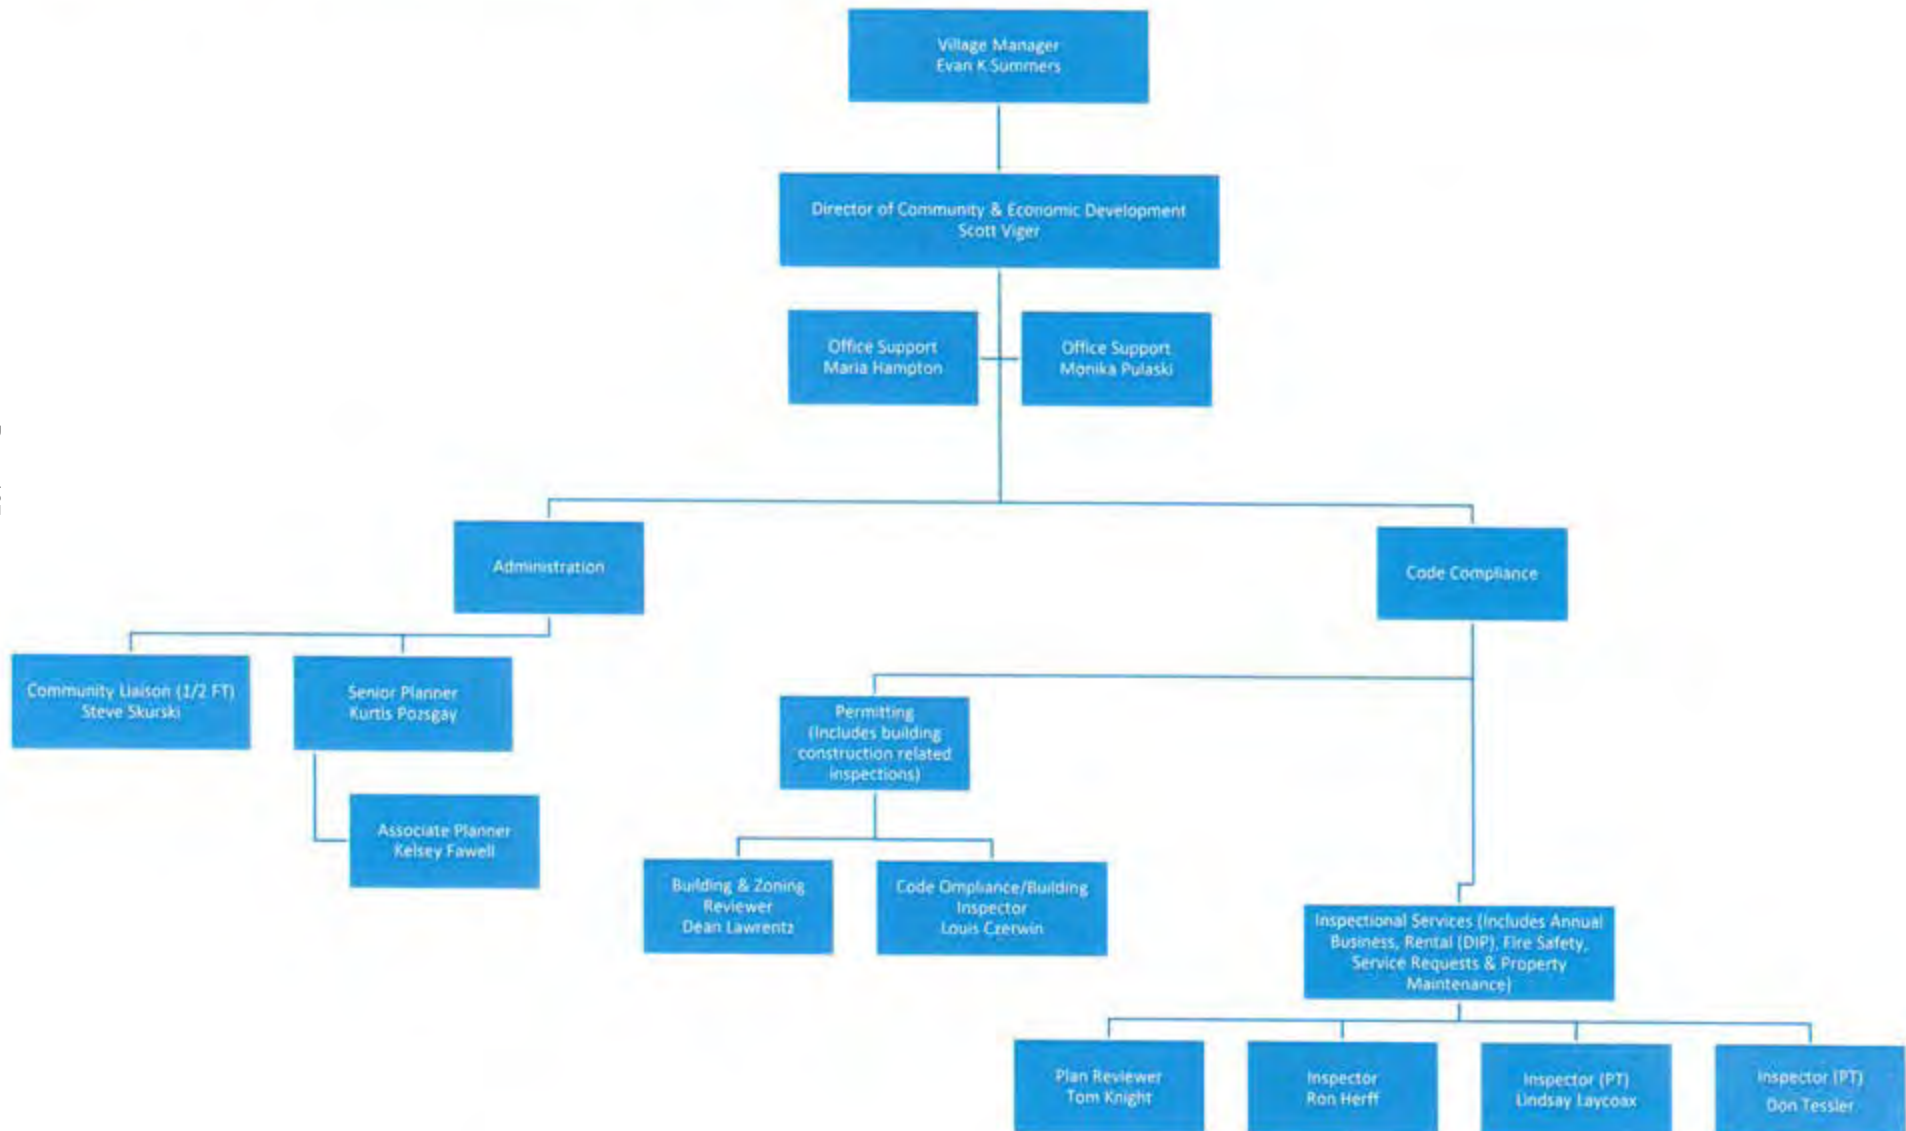 Village Manager
Evan K Summers
Director of Community & Economic Development
Scott Viger
Office Support
Maria Hampton
Office Support
Monika Pulaski
Administration
Code Compliance
Community Liaison (1/2 FT)
Steve Skurski
Senior Planner
Kurtis Pozsgay
Associate Planner
Kelsey Fawell
Permitting
(Includes building
construction related
inspections)
Building & Zoning
Reviewer
Dean Lawrentz
Code Ompliance/Building
Inspector
Louis Czerwin
Inspectional Services (Includes Annual
Business, Rental (DIP), Fire Safety,
Service Requests & Property
Maintenance)
Plan Reviewer
Tom Knight
Inspector
Ron Herff
Inspector (PT)
Lindsay Laycoax
Inspector (PT)
Don Tessler